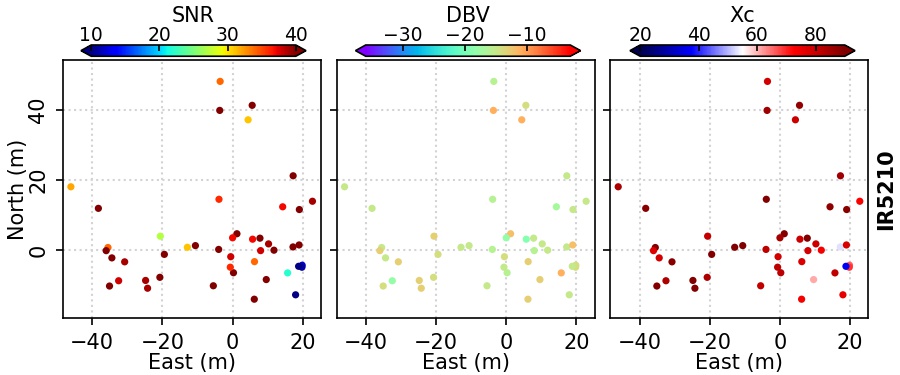 SNR DBV Xc
10 20 30 40 −30 −20 −10 20 40 60 80
40
20
0
North (m)
IR5210
−40 −20 0 20 −40 −20 0 20 −40 −20 0 20
East (m) East (m) East (m)